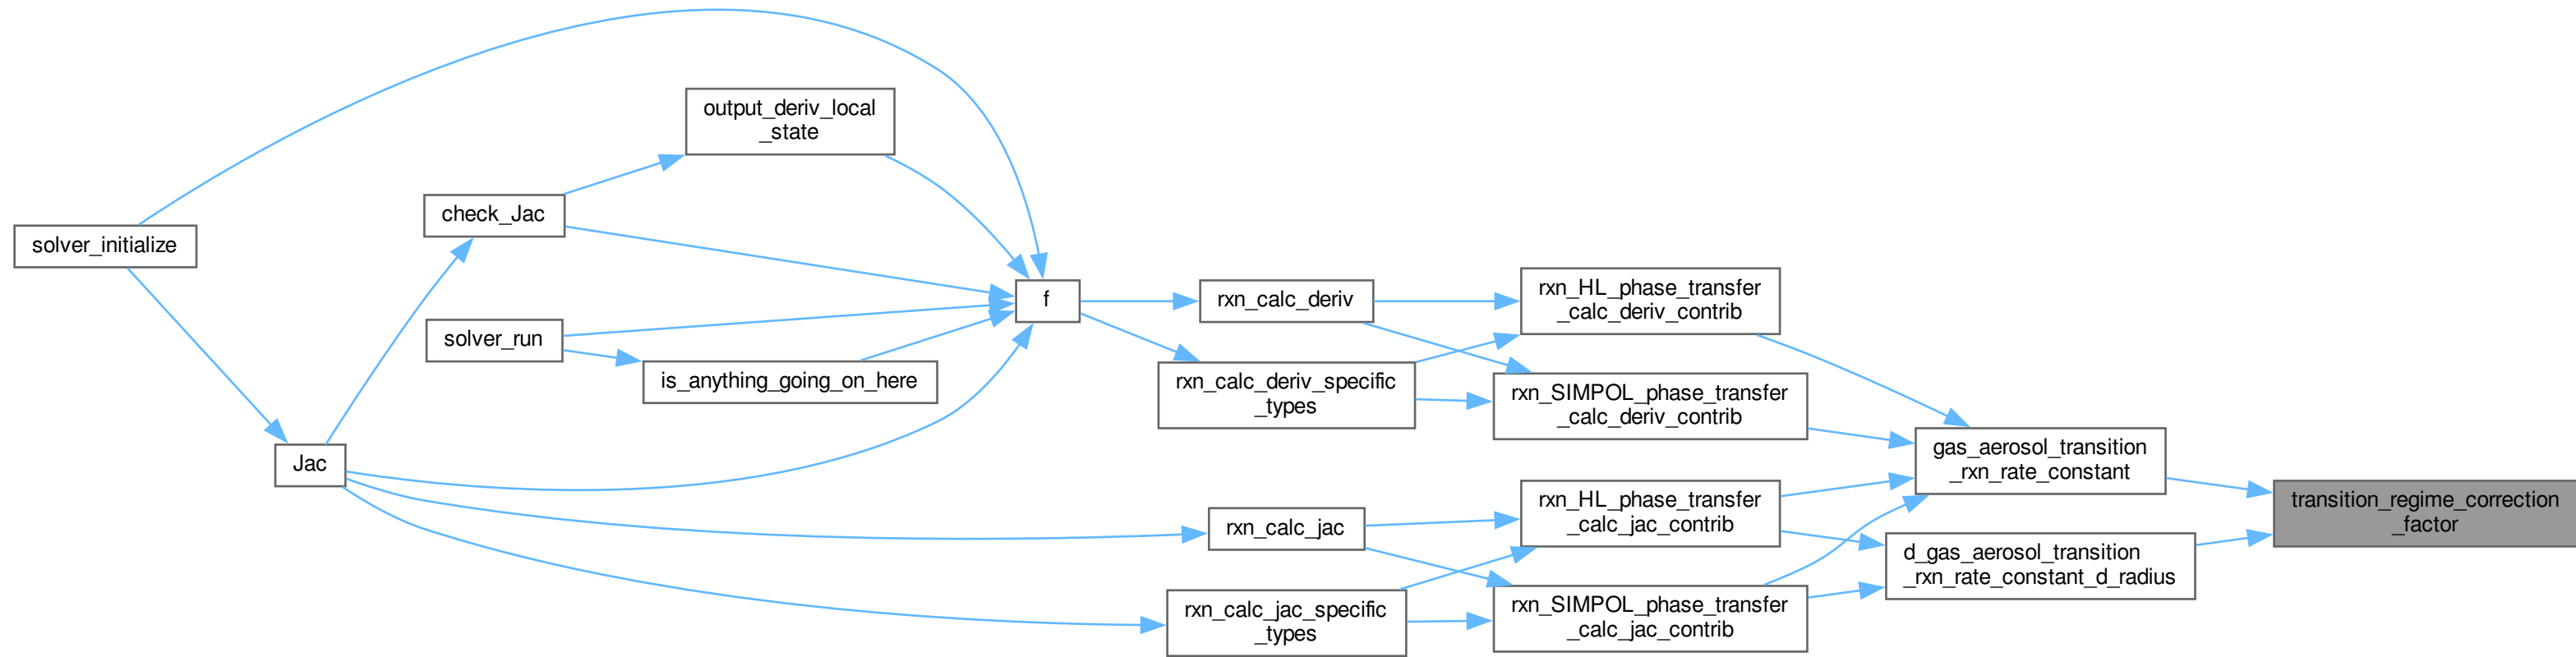 output_deriv_local
_state
check_Jac
solver_initialize
rxn_HL_phase_transfer
_calc_deriv_contrib
f
rxn_calc_deriv
solver_run
is_anything_going_on_here
rxn_calc_deriv_specific
_types
rxn_SIMPOL_phase_transfer
_calc_deriv_contrib
gas_aerosol_transition
_rxn_rate_constant
Jac
transition_regime_correction
_factor
rxn_HL_phase_transfer
_calc_jac_contrib
rxn_calc_jac
d_gas_aerosol_transition
_rxn_rate_constant_d_radius
rxn_calc_jac_specific
_types
rxn_SIMPOL_phase_transfer
_calc_jac_contrib